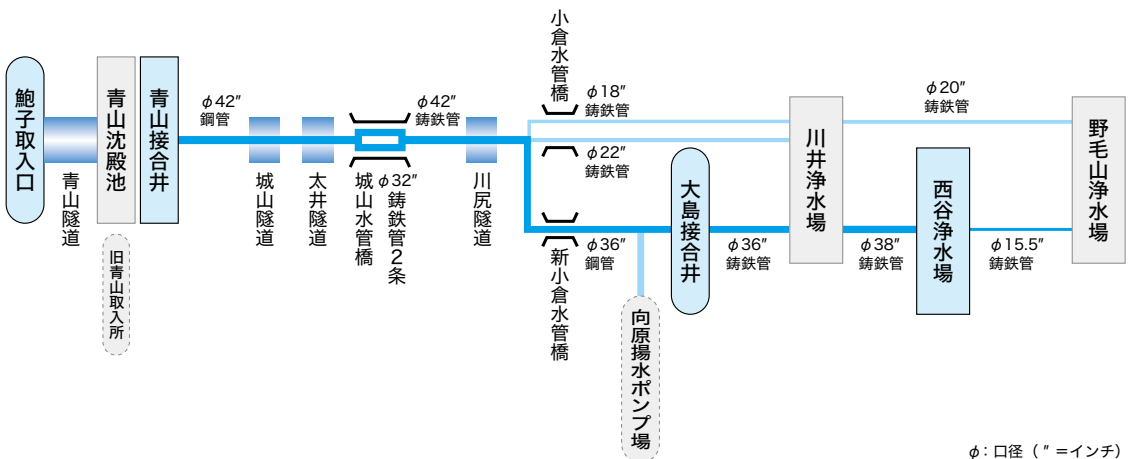 鮑子取入口
青山隧道
青山沈殿池
旧青山取入所
青山接合井
φ42″
鋼管
城山隧道
太井隧道
城山水管橋
φ32″鋳鉄管2条
φ42″
鋳鉄管
川尻隧道
小倉水管橋
φ18″
鋳鉄管
φ22″
鋳鉄管
新小倉水管橋
φ36″
鋼管
向原揚水ポンプ場
大島接合井
φ36″
鋳鉄管
川井浄水場
φ20″
鋳鉄管
φ38″
鋳鉄管
西谷浄水場
φ15.5″
鋳鉄管
野毛山浄水場
φ：口径（ ″ ＝インチ）